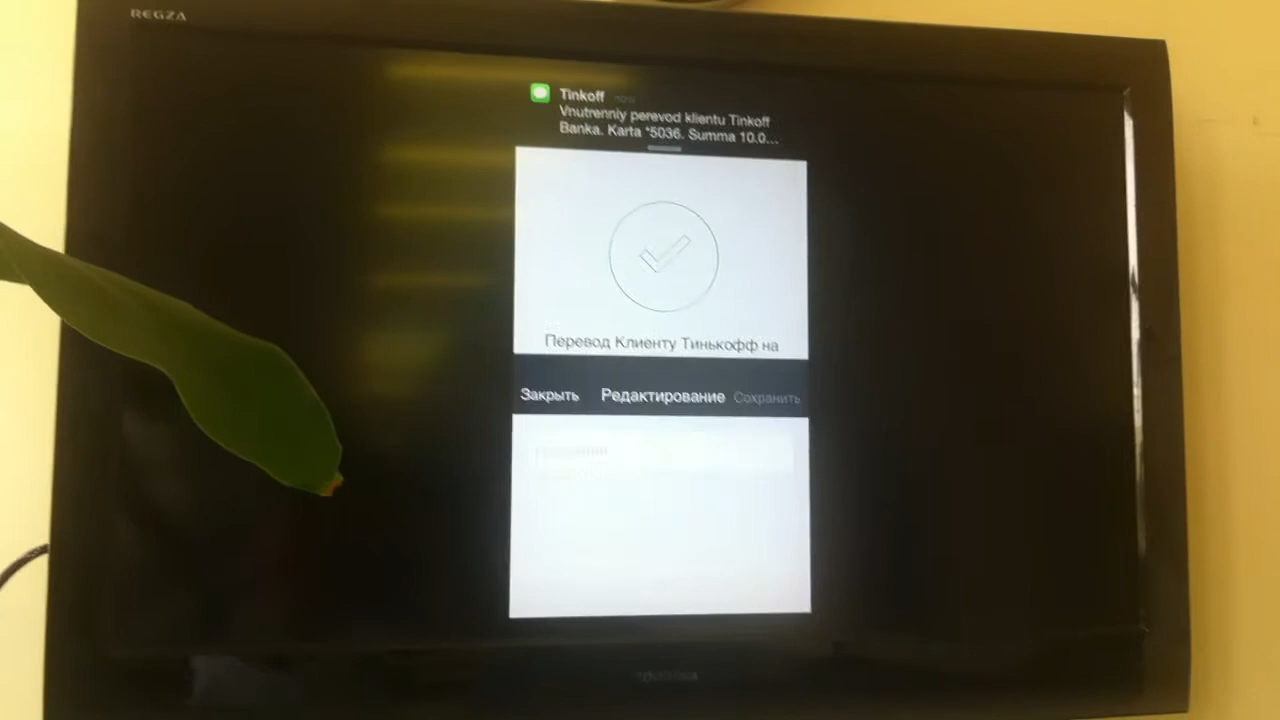 REGZA
Tinkoff now
Vnutrenniy perevod klientu Tinkoff
Banka. Karta *5036. Summa 10.0...
Перевод Клиенту Тинькофф на
Закрыть Редактирование Сохранить